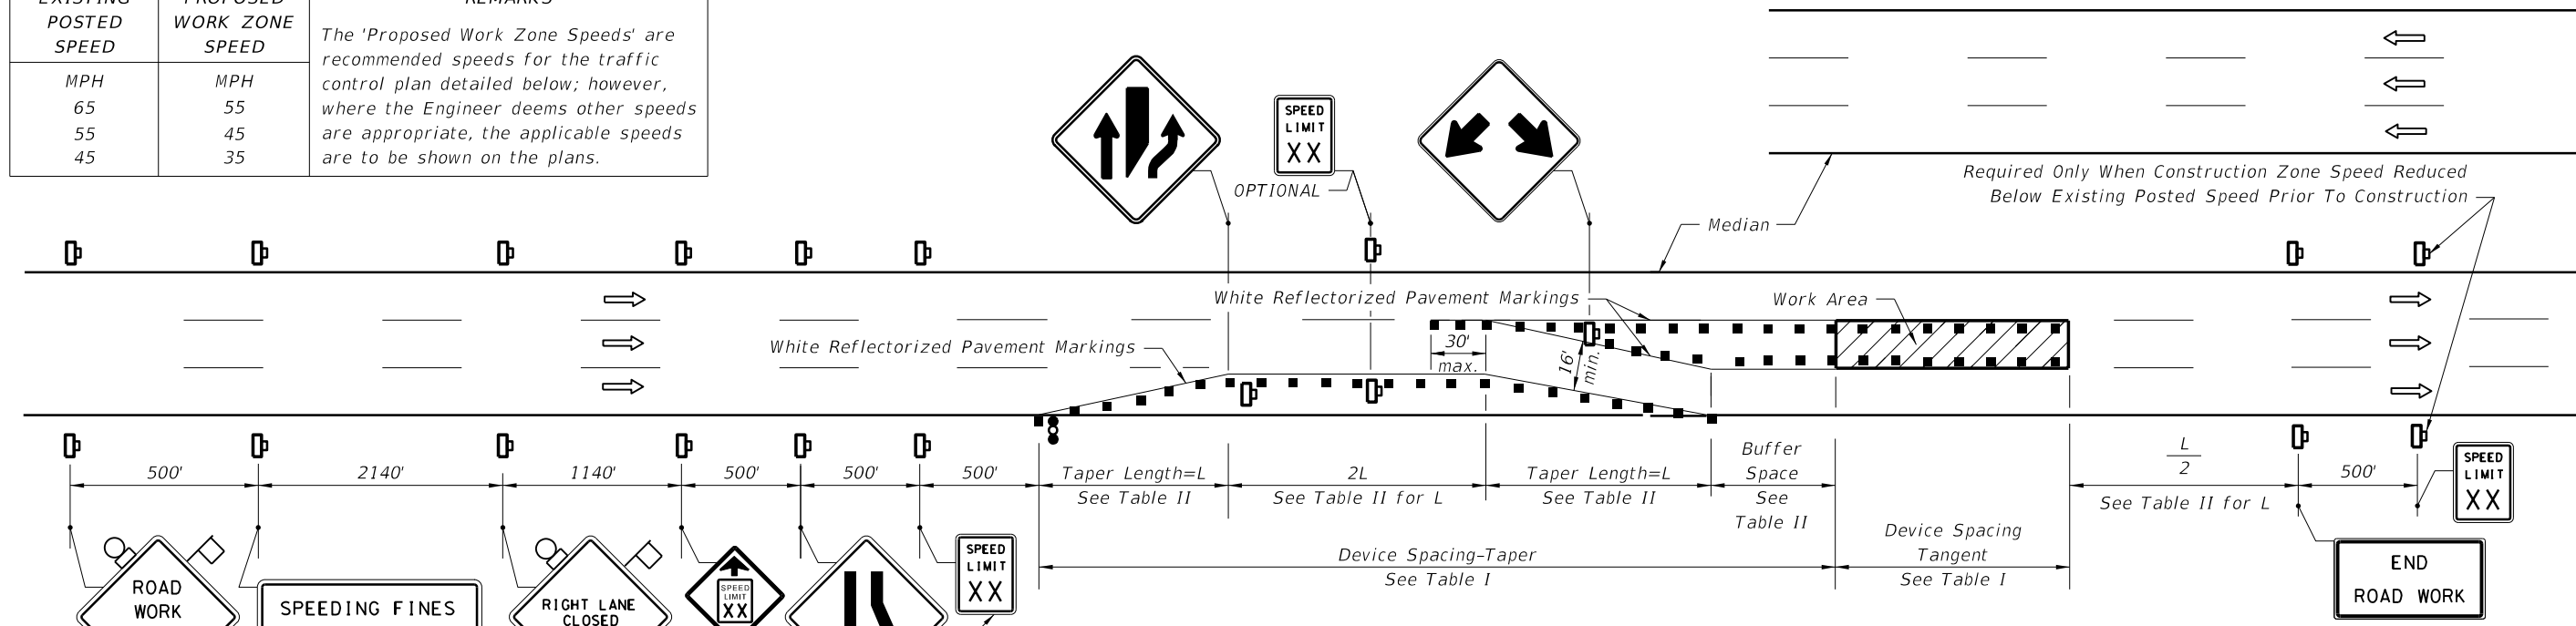 EXISTING
POSTED
SPEED
PROPOSED
WORK ZONE
SPEED
REMARKS
MPH
65
55
45
MPH
55
45
35
The 'Proposed Work Zone Speeds' are
recommended speeds for the traffic
control plan detailed below; however,
where the Engineer deems other speeds
are appropriate, the applicable speeds
are to be shown on the plans.
SPEED
LIMIT
XX
OPTIONAL
Required Only When Construction Zone Speed Reduced
Below Existing Posted Speed Prior To Construction
Median
White Reflectorized Pavement Markings
Work Area
White Reflectorized Pavement Markings
30'
max.
16'
min.
500'
2140'
1140'
500'
500'
500'
Taper Length=L
See Table II
2L
See Table II for L
Taper Length=L
See Table II
Buffer
Space
See
Table II
L
2
See Table II for L
500'
SPEED
LIMIT
XX
Device Spacing-Taper
See Table I
Device Spacing
Tangent
See Table I
ROAD
WORK
SPEEDING FINES
RIGHT LANE
CLOSED
SPEED
LIMIT
XX
SPEED
LIMIT
XX
END
ROAD WORK